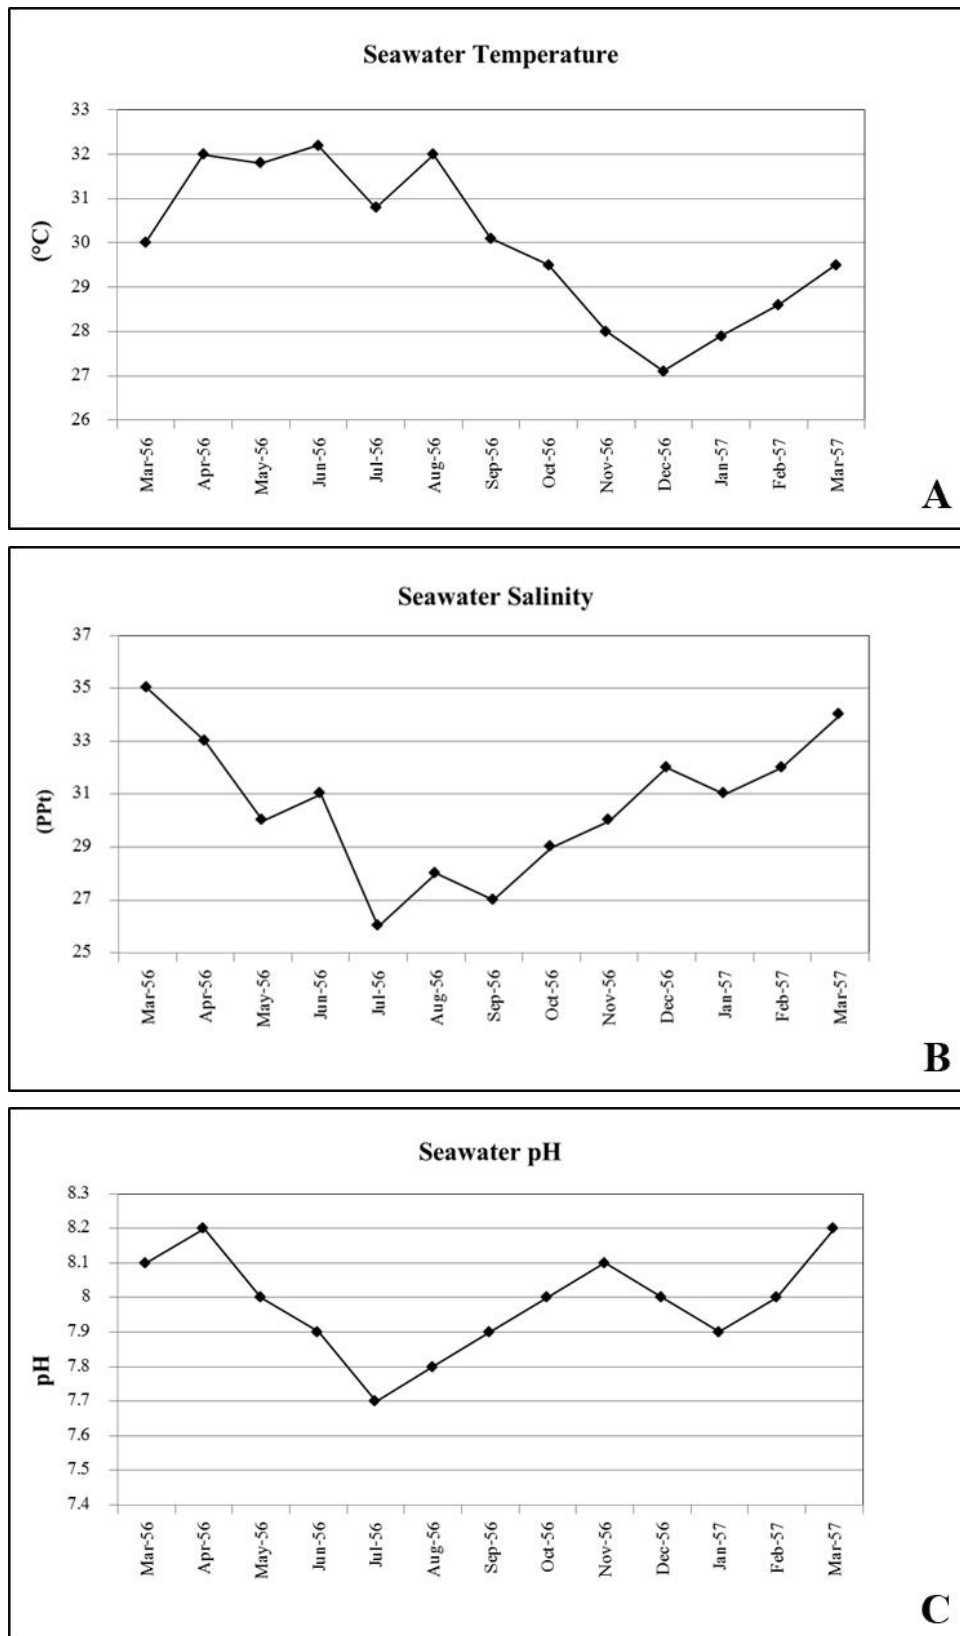 Seawater Temperature
33
32
31
30
29
28
27
26
(°C)
Mar-56
Apr-56
May-56
Jun-56
Jul-56
Aug-56
Sep-56
Oct-56
Nov-56
Dec-56
Jan-57
Feb-57
Mar-57
A
Seawater Salinity
37
35
33
31
29
27
25
(PPt)
Mar-56
Apr-56
May-56
Jun-56
Jul-56
Aug-56
Sep-56
Oct-56
Nov-56
Dec-56
Jan-57
Feb-57
Mar-57
B
Seawater pH
8.3
8.2
8.1
8
7.9
7.8
7.7
7.6
7.5
7.4
pH
Mar-56
Apr-56
May-56
Jun-56
Jul-56
Aug-56
Sep-56
Oct-56
Nov-56
Dec-56
Jan-57
Feb-57
Mar-57
C